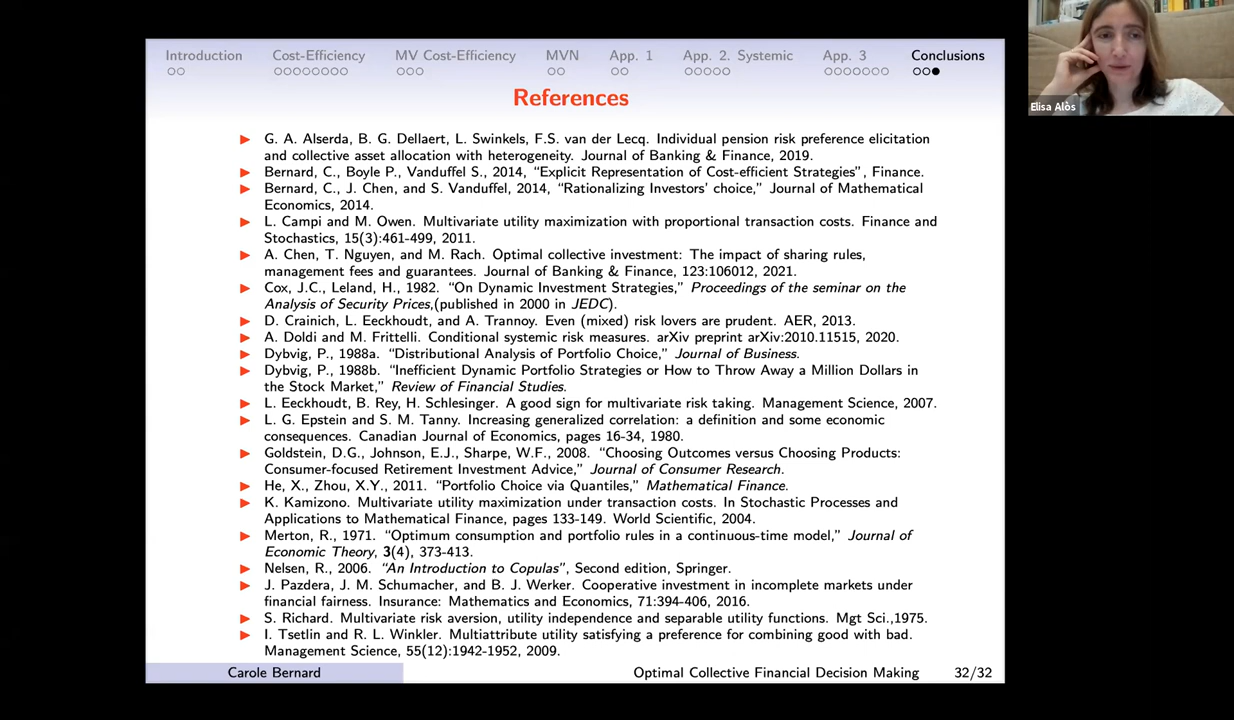 Introduction Cost-Efficiency MV Cost-Efficiency MVN App. 1 App. 2. Systemic App. 3 Conclusions
References
G. A. Alserda, B. G. Dellaert, L. Swinkels, F.S. van der Lecq. Individual pension risk preference elicitation
and collective asset allocation with heterogeneity. Journal of Banking & Finance, 2019.
Bernard, C., Boyle P., Vanduffel S., 2014, “Explicit Representation of Cost-efficient Strategies”, Finance.
Bernard, C., J. Chen, and S. Vanduffel, 2014, “Rationalizing Investors’ choice,” Journal of Mathematical
Economics, 2014.
L. Campi and M. Owen. Multivariate utility maximization with proportional transaction costs. Finance and
Stochastics, 15(3):461-499, 2011.
A. Chen, T. Nguyen, and M. Rach. Optimal collective investment: The impact of sharing rules,
management fees and guarantees. Journal of Banking & Finance, 123:106012, 2021.
Cox, J.C., Leland, H., 1982. “On Dynamic Investment Strategies,” Proceedings of the seminar on the
Analysis of Security Prices,(published in 2000 in JEDC).
D. Crainich, L. Eeckhoudt, and A. Trannoy. Even (mixed) risk lovers are prudent. AER, 2013.
A. Doldi and M. Frittelli. Conditional systemic risk measures. arXiv preprint arXiv:2010.11515, 2020.
Dybvig, P., 1988a. “Distributional Analysis of Portfolio Choice,” Journal of Business.
Dybvig, P., 1988b. “Inefficient Dynamic Portfolio Strategies or How to Throw Away a Million Dollars in
the Stock Market,” Review of Financial Studies.
L. Eeckhoudt, B. Rey, H. Schlesinger. A good sign for multivariate risk taking. Management Science, 2007.
L. G. Epstein and S. M. Tanny. Increasing generalized correlation: a definition and some economic
consequences. Canadian Journal of Economics, pages 16-34, 1980.
Goldstein, D.G., Johnson, E.J., Sharpe, W.F., 2008. “Choosing Outcomes versus Choosing Products:
Consumer-focused Retirement Investment Advice,” Journal of Consumer Research.
He, X., Zhou, X.Y., 2011. “Portfolio Choice via Quantiles,” Mathematical Finance.
K. Kamizono. Multivariate utility maximization under transaction costs. In Stochastic Processes and
Applications to Mathematical Finance, pages 133-149. World Scientific, 2004.
Merton, R., 1971. “Optimum consumption and portfolio rules in a continuous-time model,” Journal of
Economic Theory, 3(4), 373-413.
Nelsen, R., 2006. “An Introduction to Copulas”, Second edition, Springer.
J. Pazdera, J. M. Schumacher, and B. J. Werker. Cooperative investment in incomplete markets under
financial fairness. Insurance: Mathematics and Economics, 71:394-406, 2016.
S. Richard. Multivariate risk aversion, utility independence and separable utility functions. Mgt Sci.,1975.
I. Tsetlin and R. L. Winkler. Multiattribute utility satisfying a preference for combining good with bad.
Management Science, 55(12):1942-1952, 2009.
Carole Bernard Optimal Collective Financial Decision Making 32/32
Elisa Alòs